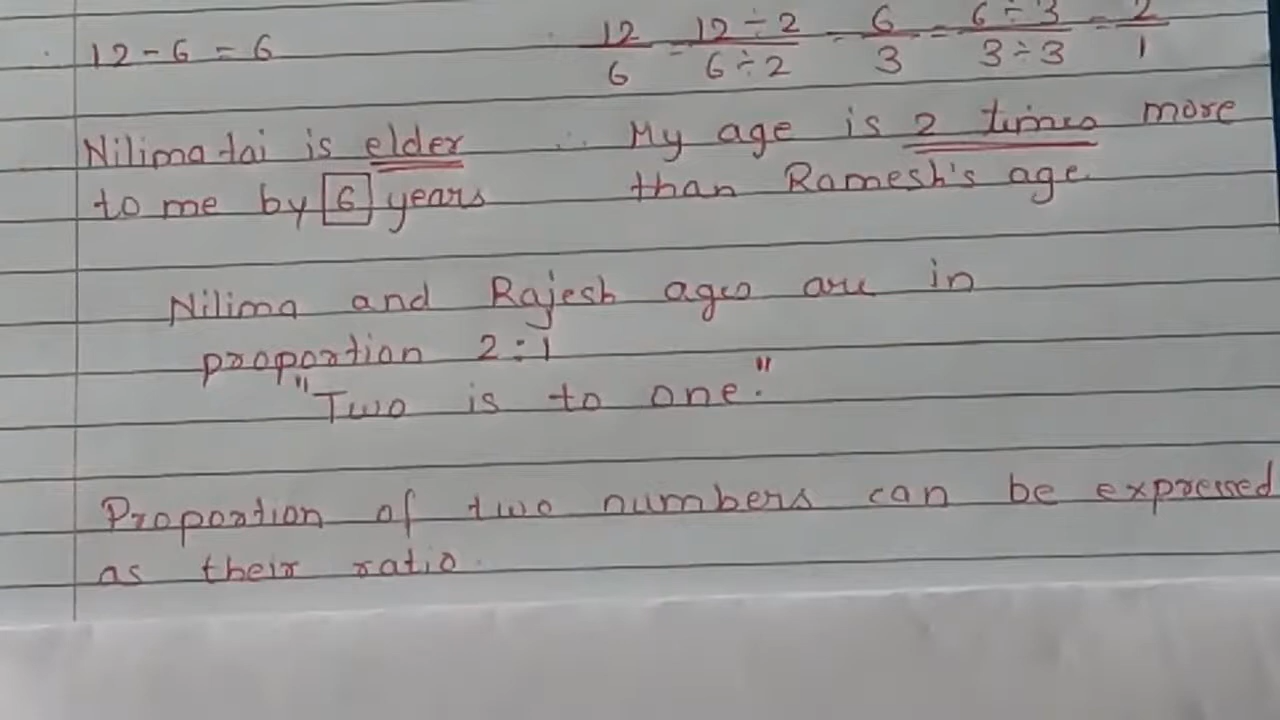 12 - 6 = 6
12/6 = 12÷2/6÷2 = 6/3 = 6÷3/3÷3 = 2/1
Nilima tai is elder
to me by 6 years
∴ My age is 2 times more
than Ramesh's age.
Nilima and Rajesh ages are in
proportion 2:1
"Two is to one."
Proportion of two numbers can be expressed
as their ratio.